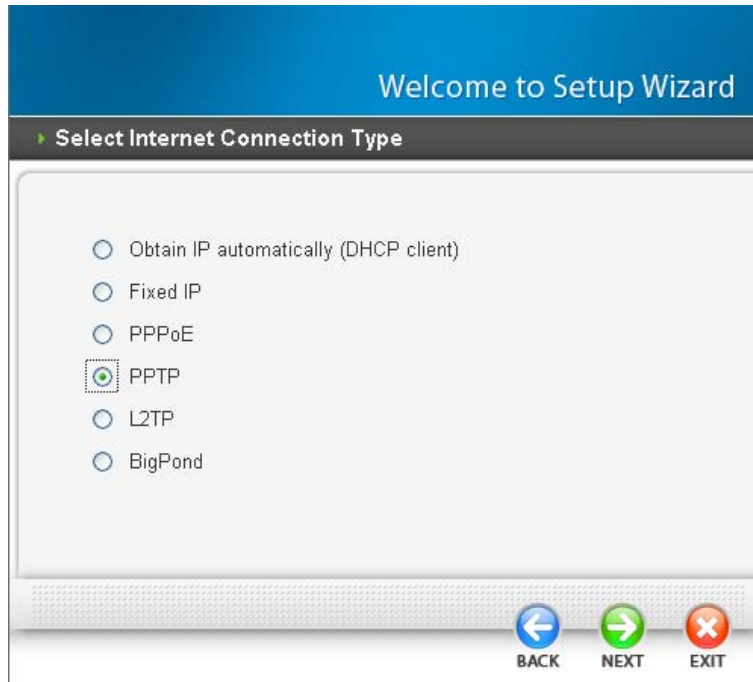 Welcome to Setup Wizard
Select Internet Connection Type
Obtain IP automatically (DHCP client)
Fixed IP
PPPoE
PPTP
L2TP
BigPond
BACK NEXT EXIT